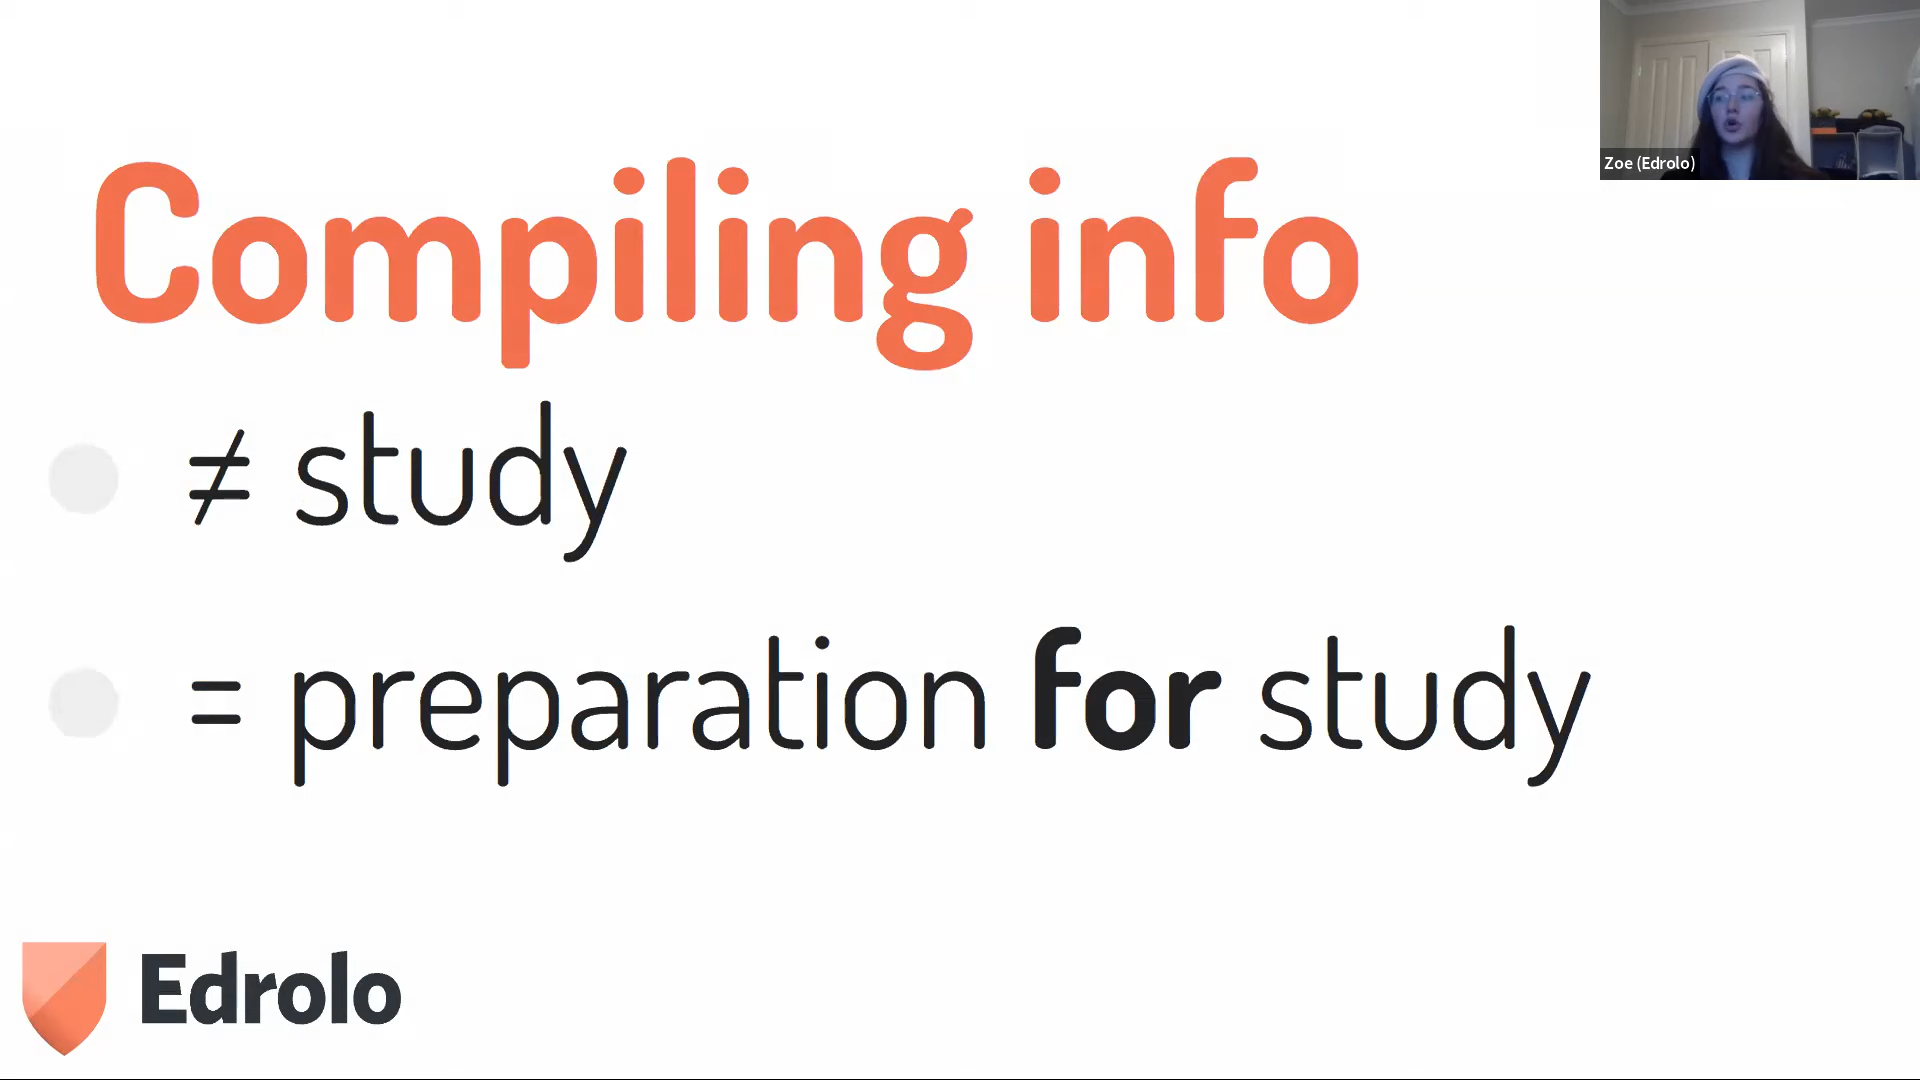 Zoe (Edrolo)
Compiling info
≠ study
= preparation for study
Edrolo